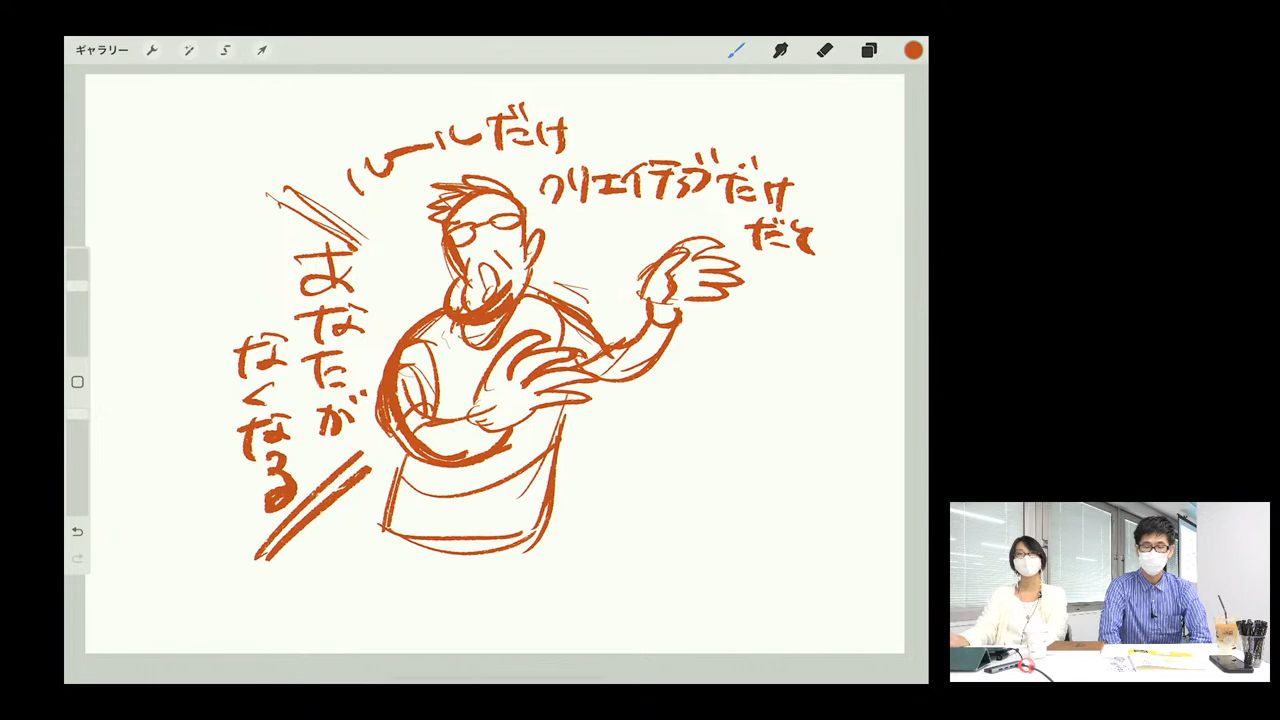 ギャラリー
ルールだけ
クリエイティブだけ
だと
あなたが
なくなる